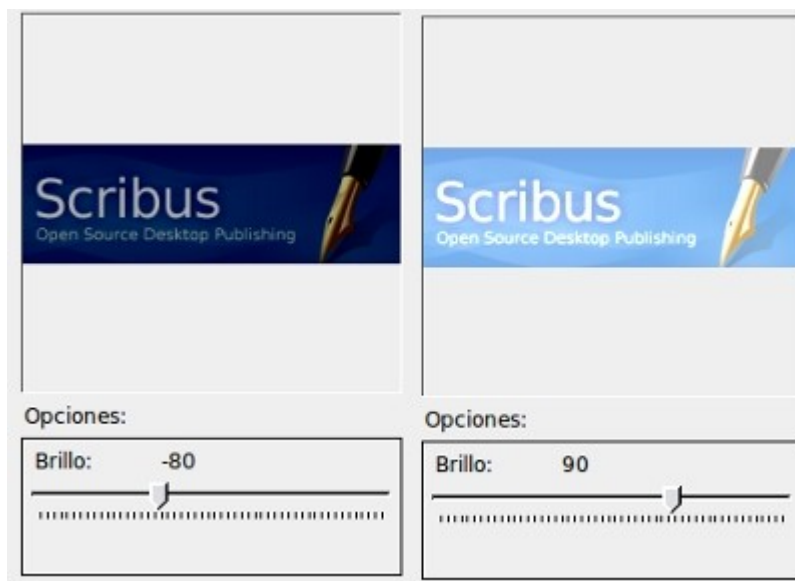 Scribus
Open Source Desktop Publishing
Opciones:
Brillo: -80
Scribus
Open Source Desktop Publishing
Opciones:
Brillo: 90